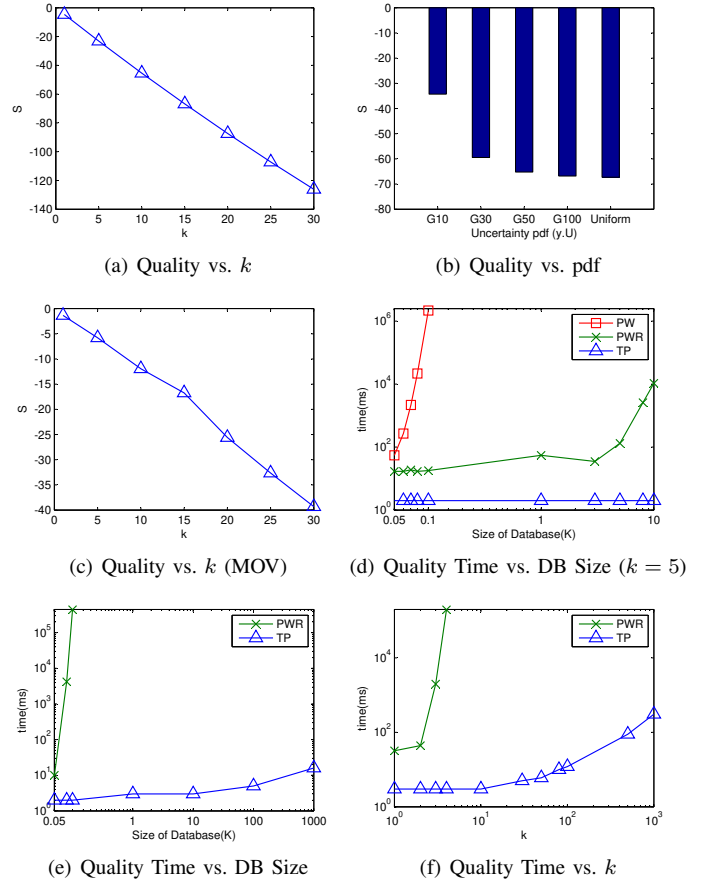 0
-20
-40
-60
-80
-100
-120
-140
S
0 5 10 15 20 25 30
k
(a) Quality vs. k
0
-10
-20
-30
-40
-50
-60
-70
-80
S
G10 G30 G50 G100 Uniform
Uncertainty pdf (y.U)
(b) Quality vs. pdf
0
-5
-10
-15
-20
-25
-30
-35
-40
S
0 5 10 15 20 25 30
k
(c) Quality vs. k (MOV)
10^6
10^4
10^2
10^0
time(ms)
PW
PWR
TP
0.05 0.1 1 10
Size of Database(K)
(d) Quality Time vs. DB Size (k = 5)
10^5
10^4
10^3
10^2
10^1
10^0
time(ms)
PWR
TP
0.05 1 10 100 1000
Size of Database(K)
(e) Quality Time vs. DB Size
10^4
10^2
10^0
time(ms)
PWR
TP
10^0 10^1 10^2 10^3
k
(f) Quality Time vs. k